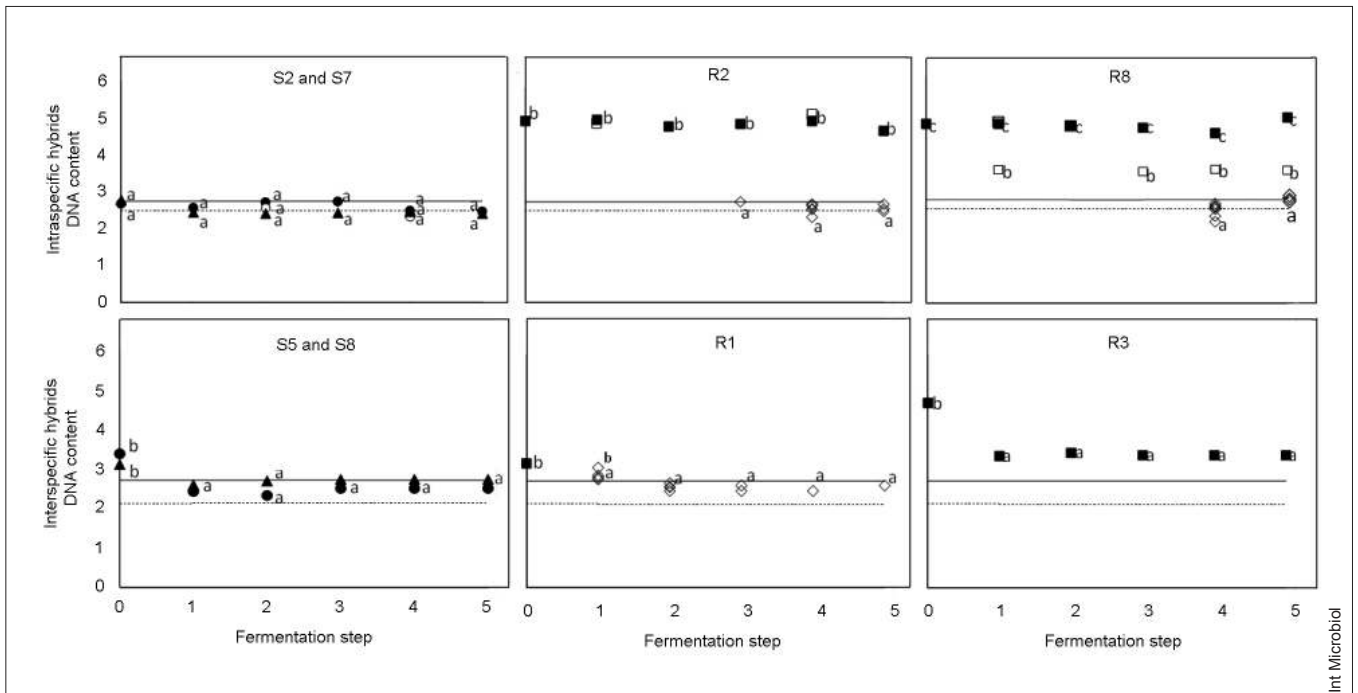 Intraspecific hybrids
DNA content
6
5
4
3
2
1
0
S2 and S7
a
a
a
a
a
a
a
a
a
a
a
a
a
a
R2
b
b
b
b
b
b
a
a
a
R8
c
c
c
c
c
c
b
b
b
b
a
a
Interspecific hybrids
DNA content
6
5
4
3
2
1
0
S5 and S8
b
b
a
a
a
a
a
a
R1
b
b
a
a
a
a
a
R3
b
a
a
a
a
a
0 1 2 3 4 5
0 1 2 3 4 5
0 1 2 3 4 5
Fermentation step
Fermentation step
Fermentation step
Int Microbiol